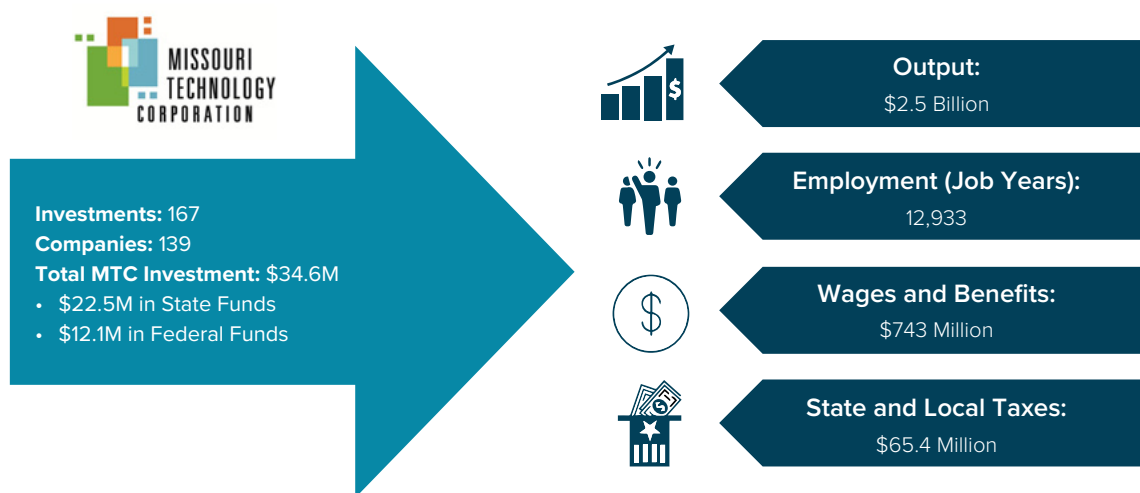 MISSOURI
TECHNOLOGY
CORPORATION
Investments: 167
Companies: 139
Total MTC Investment: $34.6M
• $22.5M in State Funds
• $12.1M in Federal Funds
$
Output:
$2.5 Billion
Employment (Job Years):
12,933
$
Wages and Benefits:
$743 Million
$
State and Local Taxes:
$65.4 Million